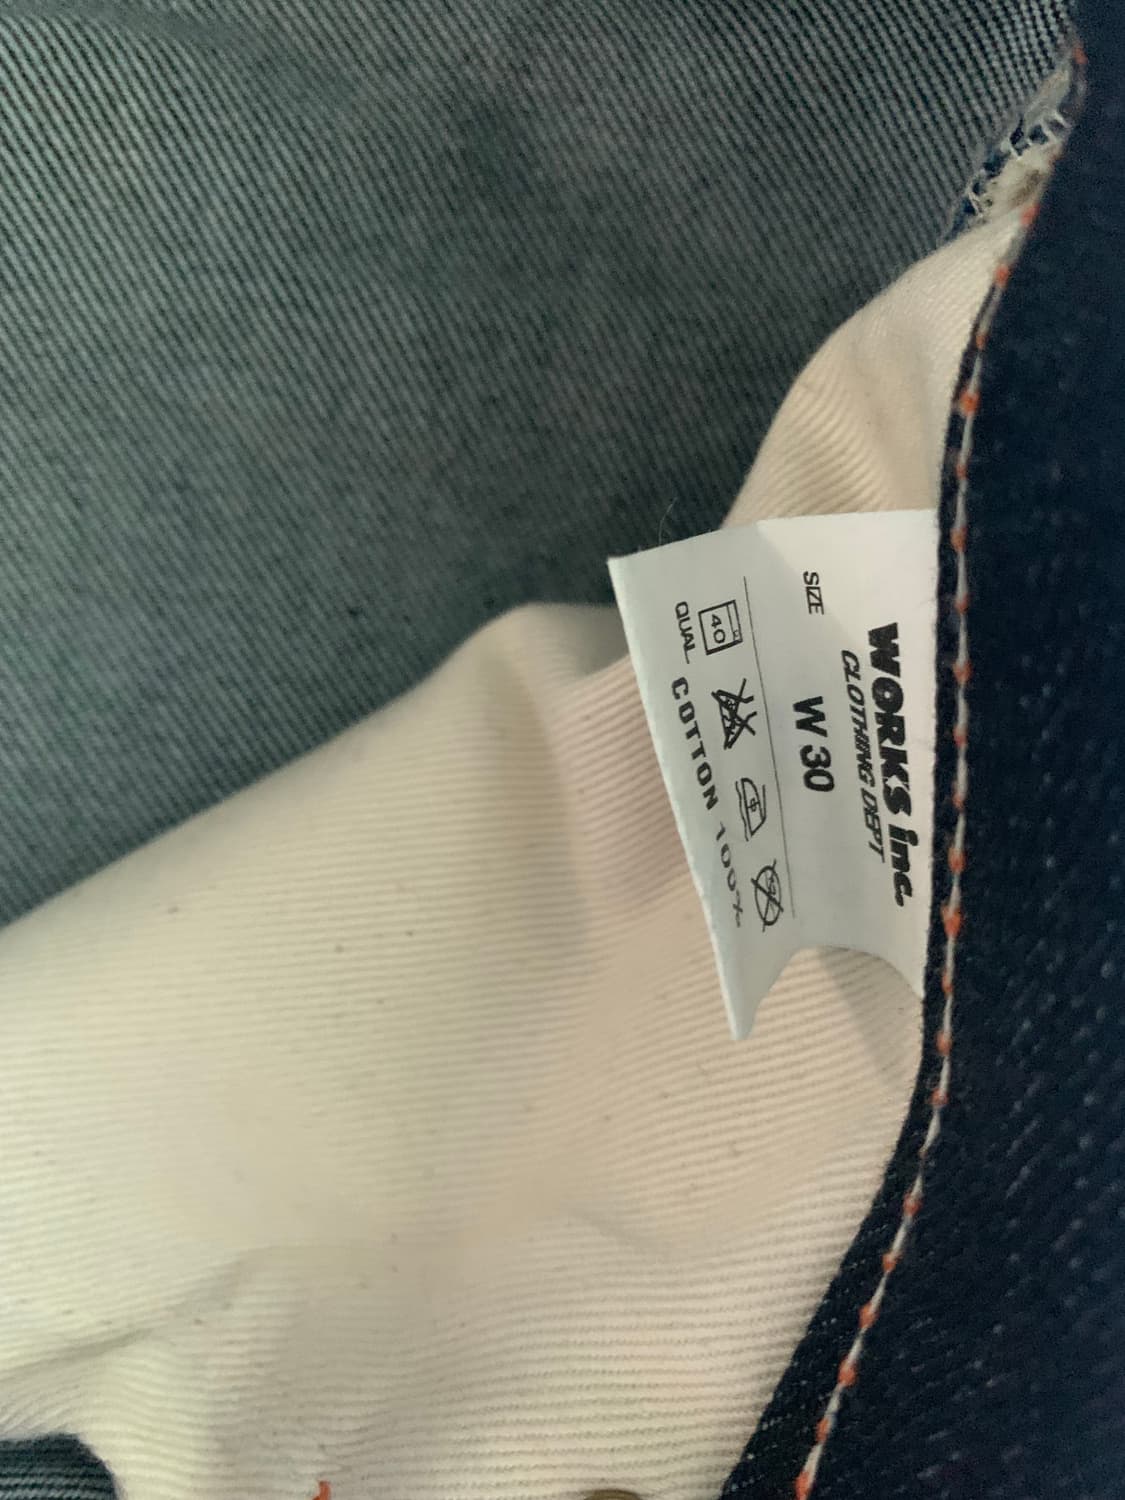 WORKS inc.
CLOTHING DEPT
SIZE W 30
40
QUAL COTTON 100%